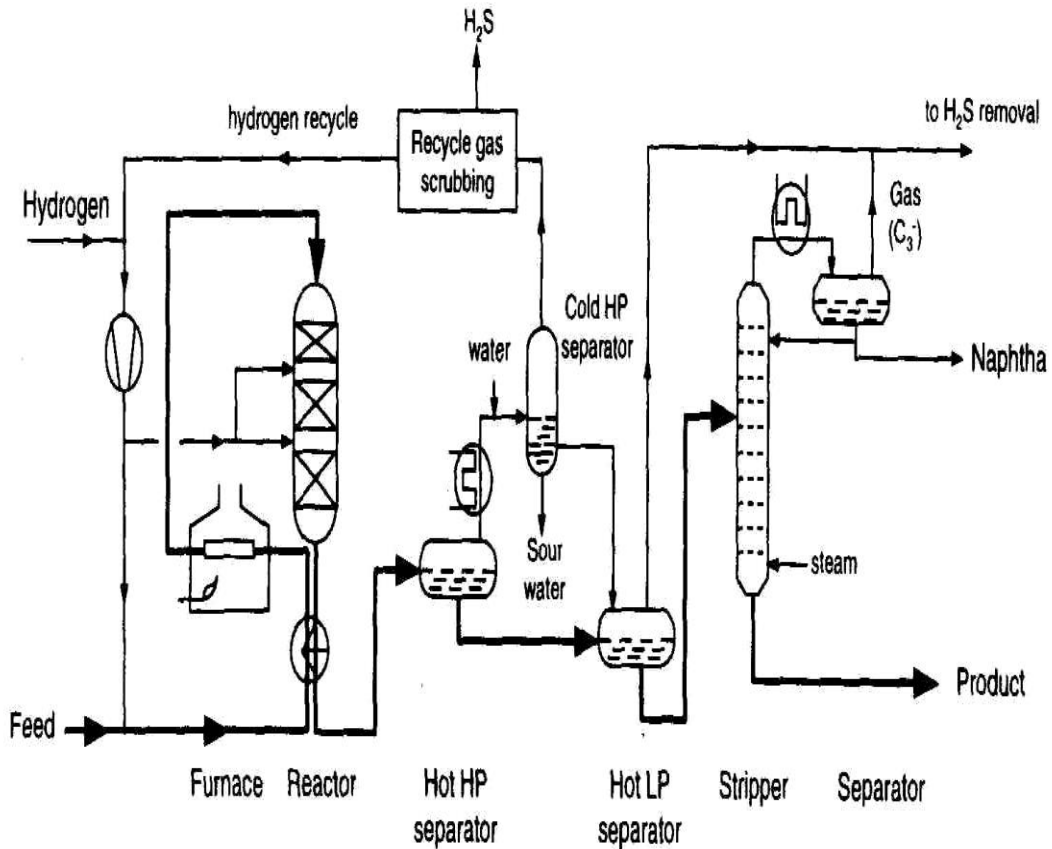 H₂S
hydrogen recycle
Recycle gas
scrubbing
to H₂S removal
Hydrogen
Gas
(C₃⁻)
Cold HP
separator
water
Naphtha
Sour
water
steam
Product
Feed
Furnace
Reactor
Hot HP
separator
Hot LP
separator
Stripper
Separator